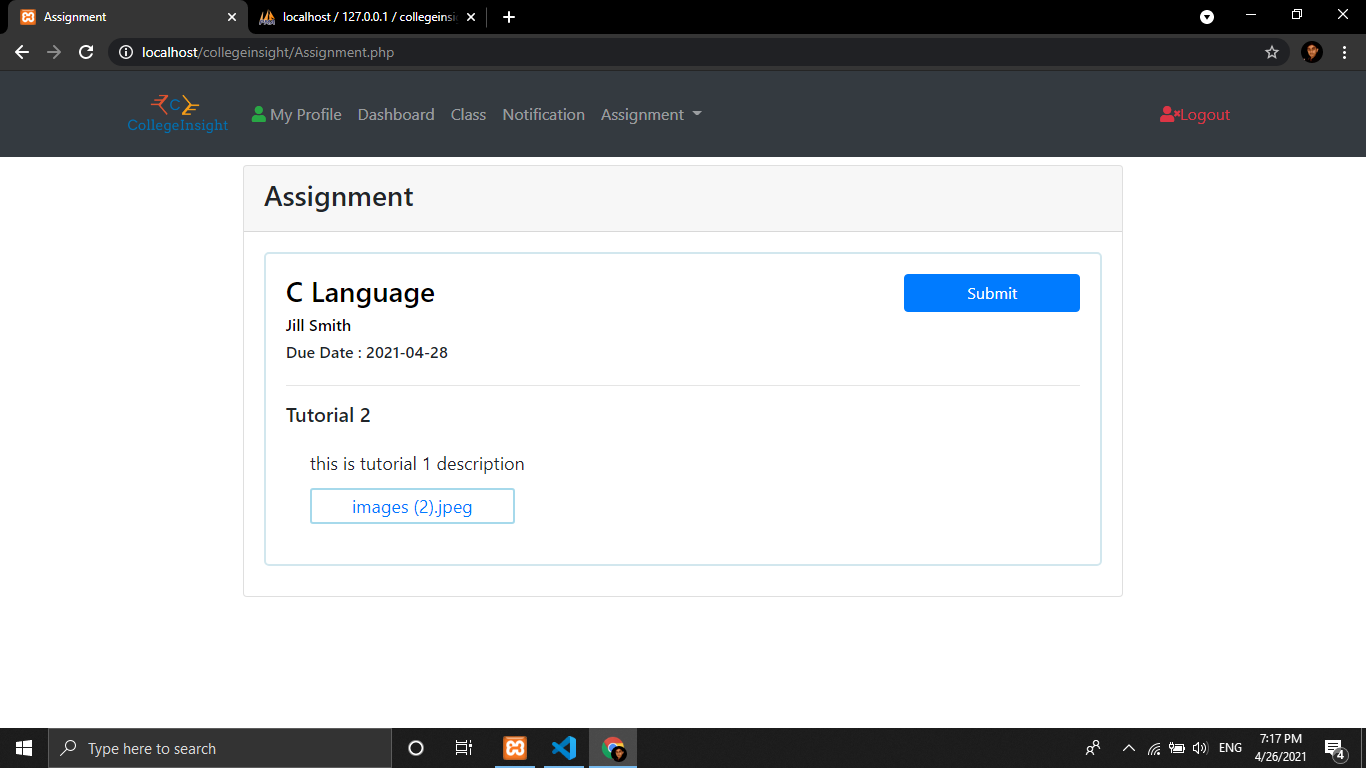 Assignment
localhost / 127.0.0.1 / collegeinsi
localhost/collegeinsight/Assignment.php
C
CollegeInsight
My Profile
Dashboard
Class
Notification
Assignment
Logout
Assignment
C Language
Submit
Jill Smith
Due Date : 2021-04-28
Tutorial 2
this is tutorial 1 description
images (2).jpeg
Type here to search
ENG
7:17 PM
4/26/2021
4